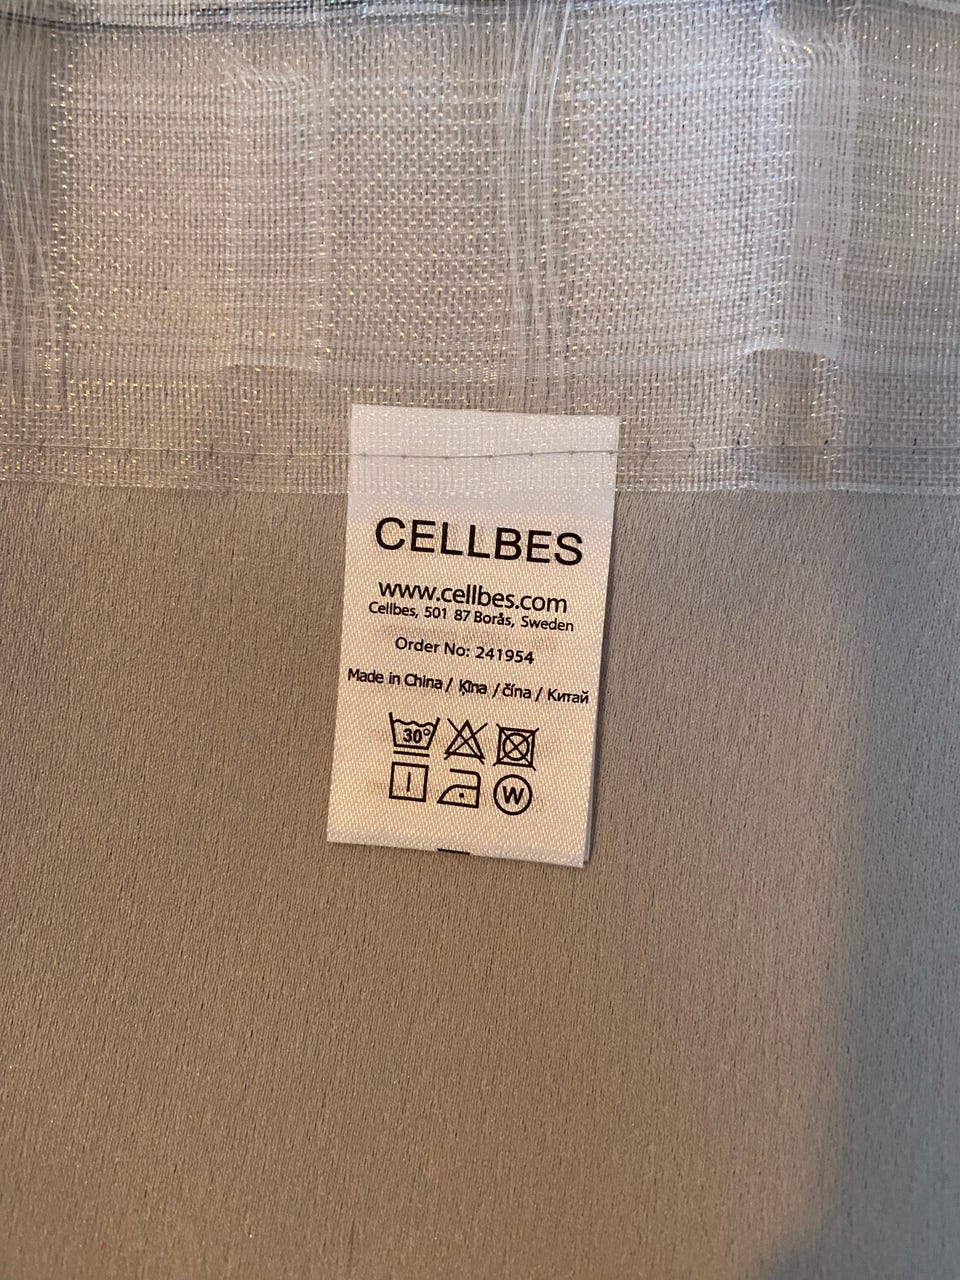 CELLBES
www.cellbes.com
Cellbes, 501 87 Borås, Sweden
Order No: 241954
Made in China / Ķīna / čína / Китай
30°
W